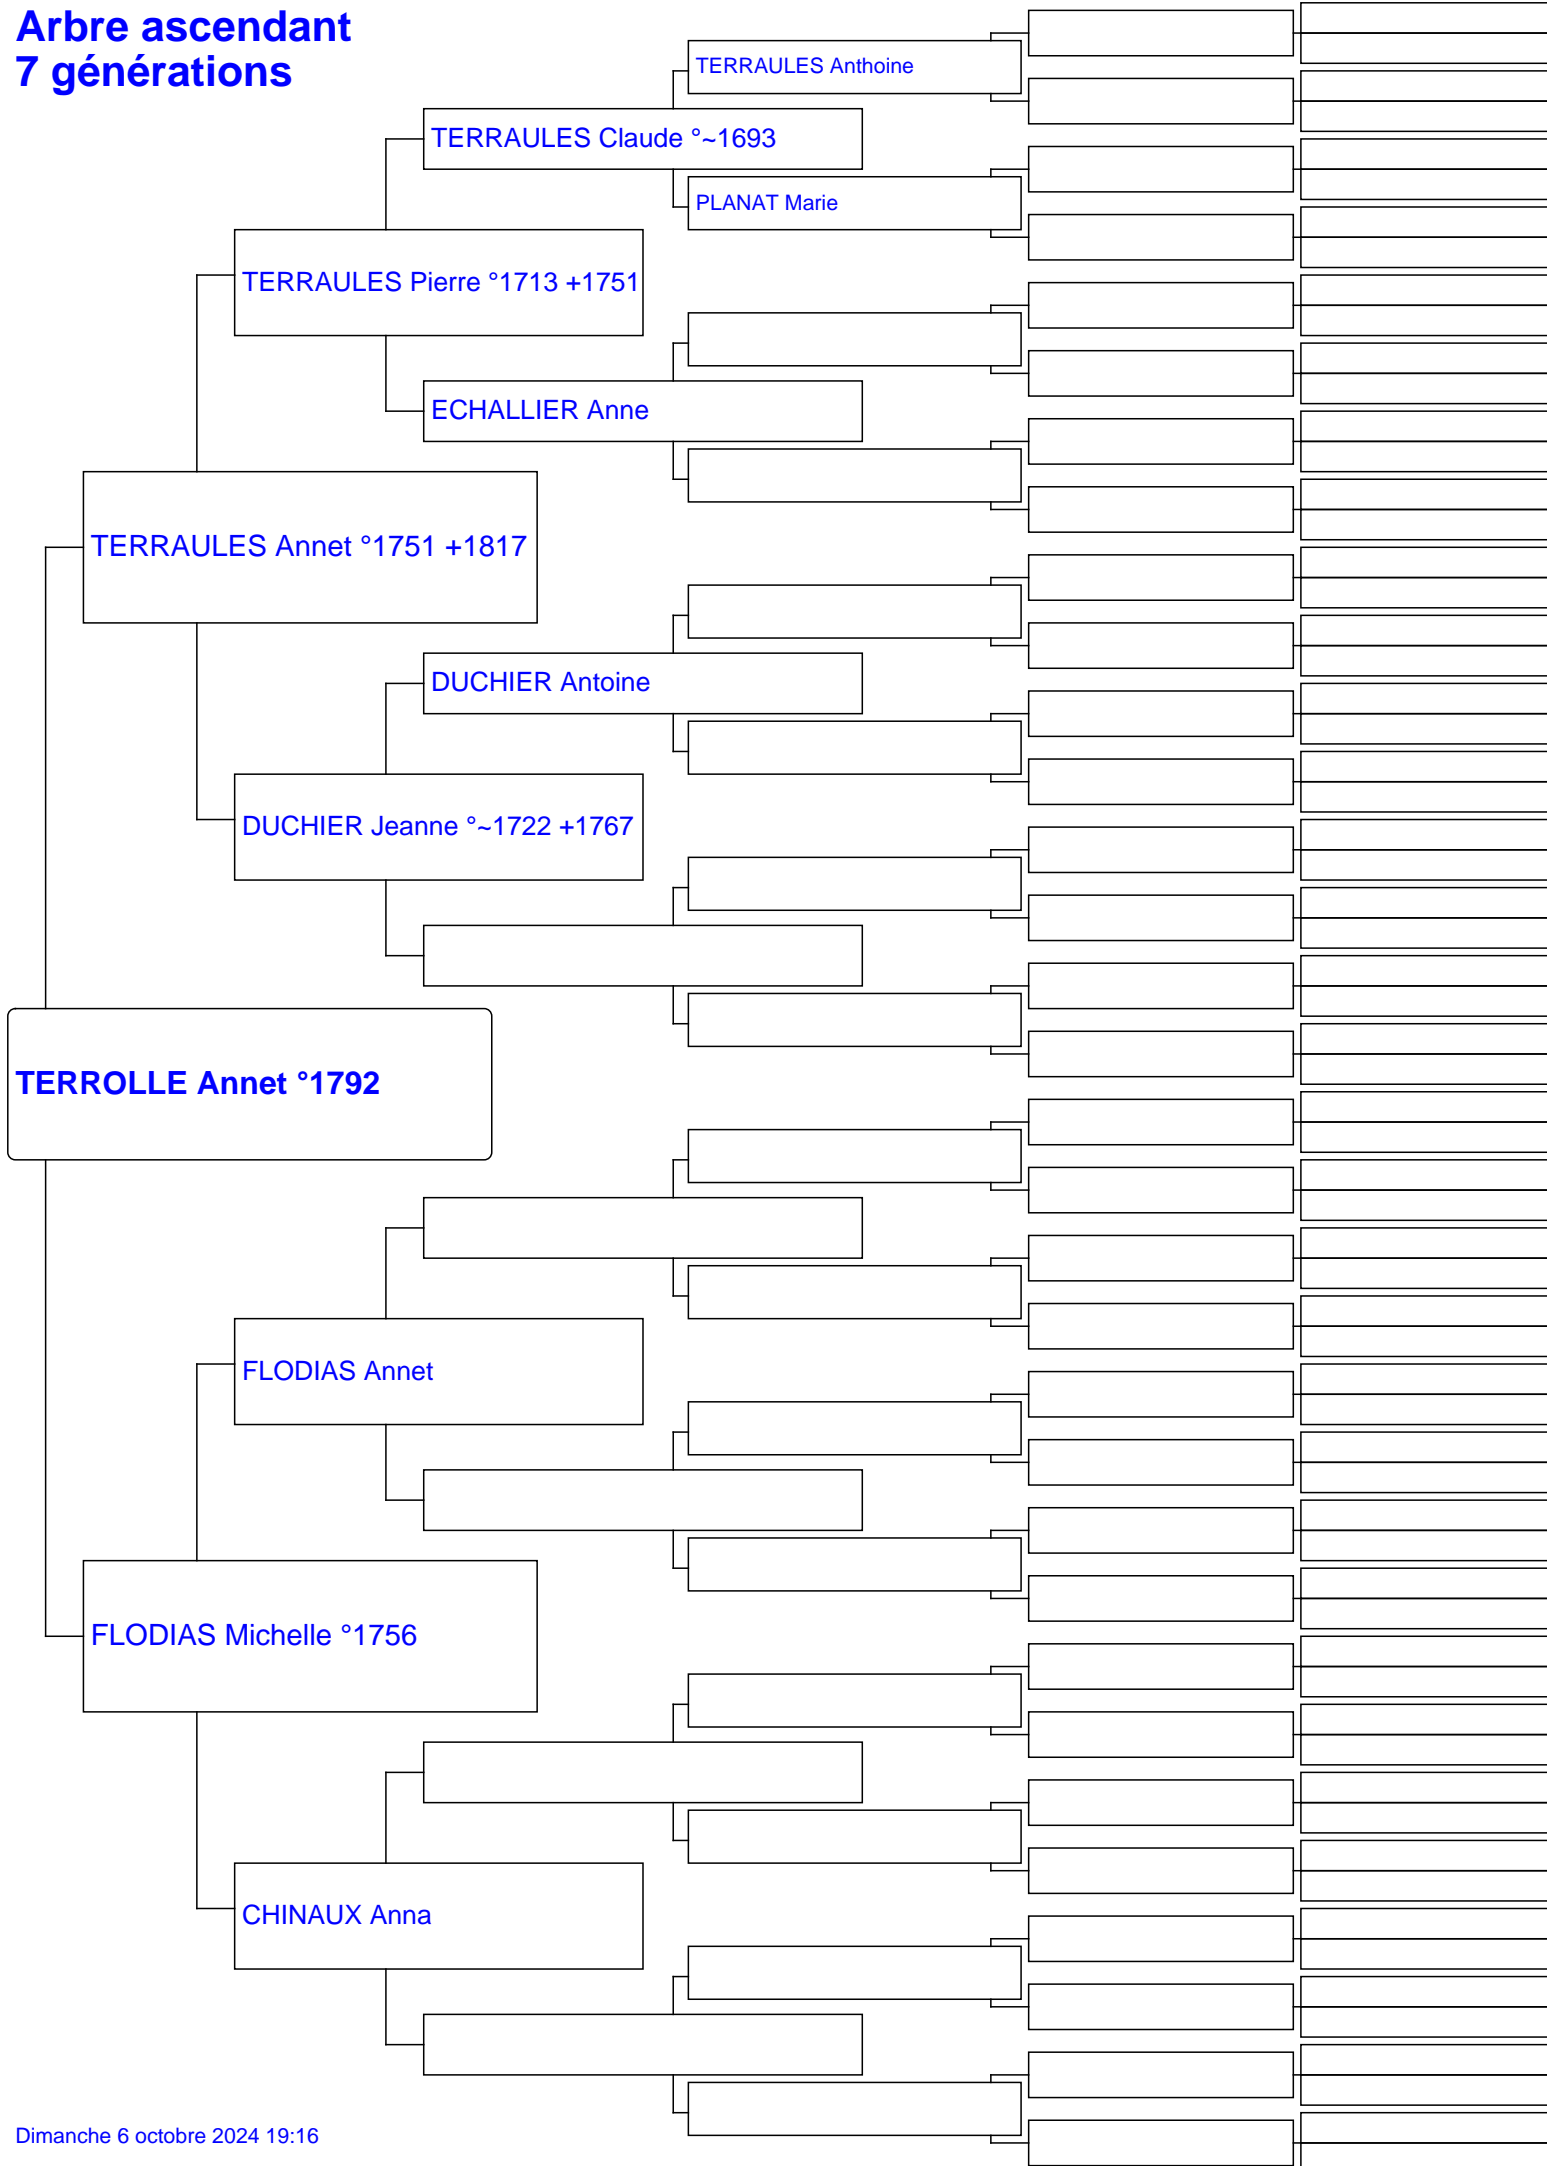 Arbre ascendant
7 générations
TERRAULES Anthoine
TERRAULES Claude °~1693
PLANAT Marie
TERRAULES Pierre °1713 +1751
ECHALLIER Anne
TERRAULES Annet °1751 +1817
DUCHIER Antoine
DUCHIER Jeanne °~1722 +1767
TERROLLE Annet °1792
FLODIAS Annet
FLODIAS Michelle °1756
CHINAUX Anna
Dimanche 6 octobre 2024 19:16